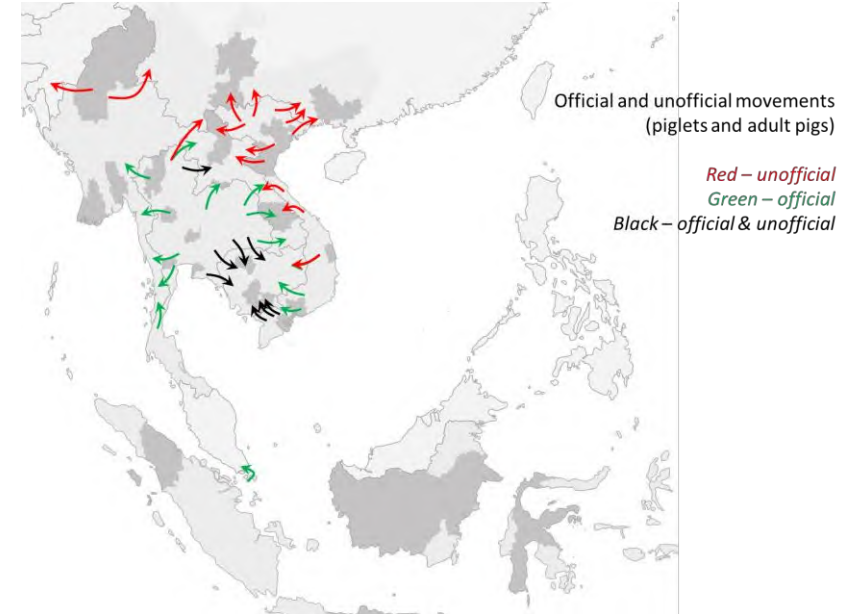 Official and unofficial movements
(piglets and adult pigs)
Red – unofficial
Green – official
Black – official & unofficial